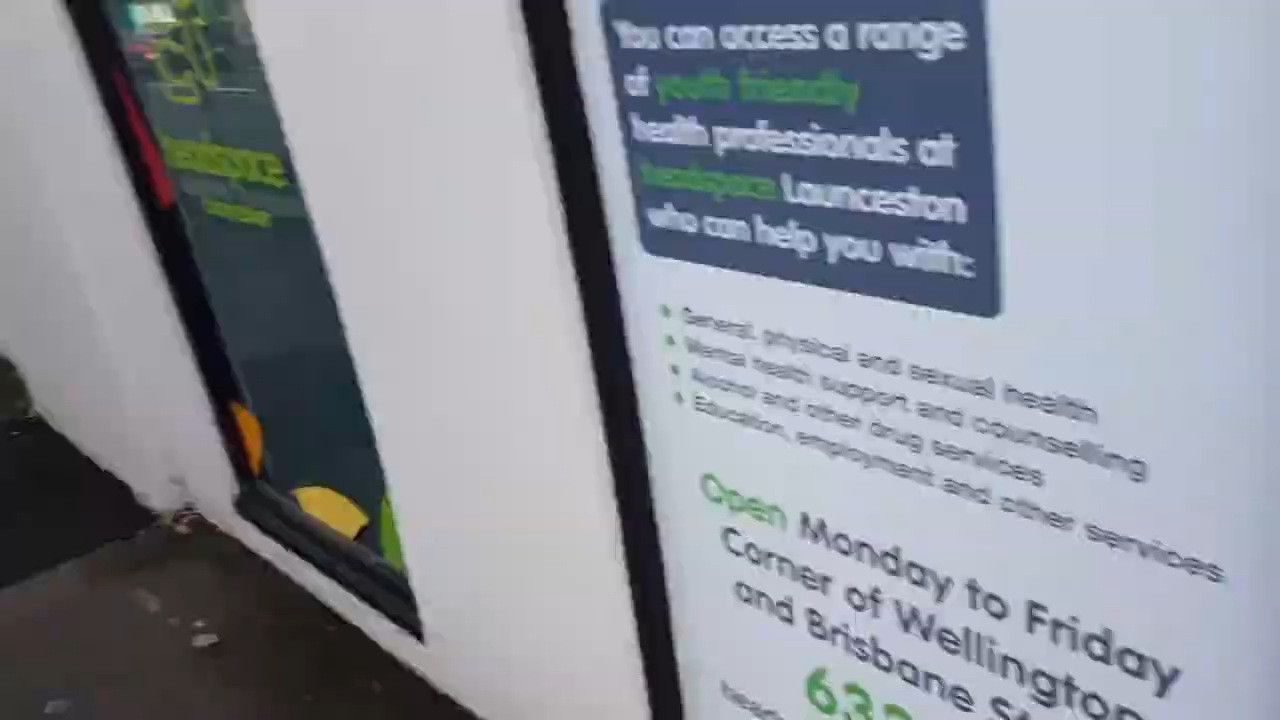 headspace
You can access a range
of youth friendly
health professionals at
headspace Launceston
who can help you with:
• General, physical and sexual health
• Mental health support and counselling
• Alcohol and other drug services
• Education, employment and other services
Open Monday to Friday
Corner of Wellington
and Brisbane St
633